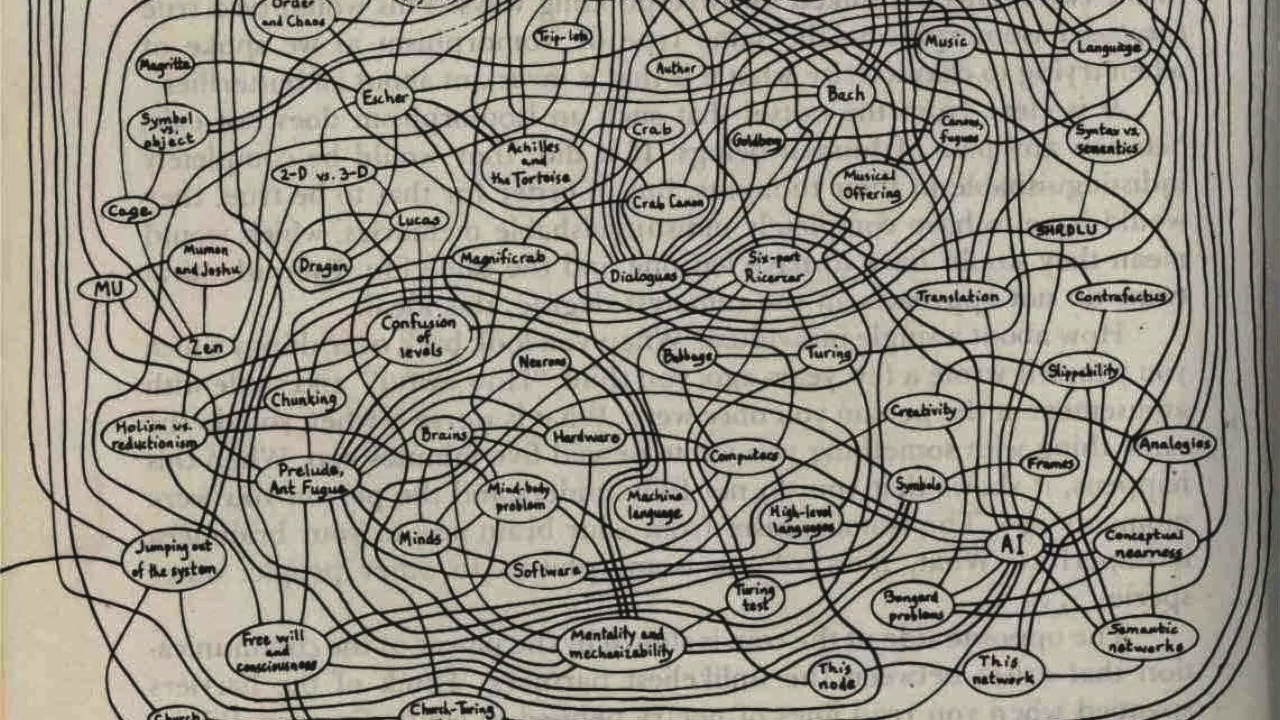 Order
and Chaos
Trip-lets
Music
Language
Magritte
Author
Escher
Bach
Symbol
vs.
object
Crab
Goldberg
Canons,
fugues
Syntax vs.
semantics
Achilles
and
the Tortoise
2-D vs. 3-D
Musical
Offering
Cage
Lucas
Crab Canon
SHRDLU
Mumon
and Joshu
Dragon
Magnificrab
Dialogues
Six-part
Ricercar
MU
Translation
Contrafactus
Zen
Confusion
of
levels
Neurons
Babbage
Turing
Slippability
Chunking
Creativity
Holism vs.
reductionism
Brains
Hardware
Computers
Analogies
Frames
Prelude,
Ant Fugue
Mind-body
problem
Machine
language
High-level
languages
Symbols
Minds
AI
Conceptual
nearness
Jumping out
of the system
Software
Turing
test
Bongard
problems
Free will
and
consciousness
Mentality and
mechanizability
Semantic
networks
This
node
This
network
Church
Church-Turing